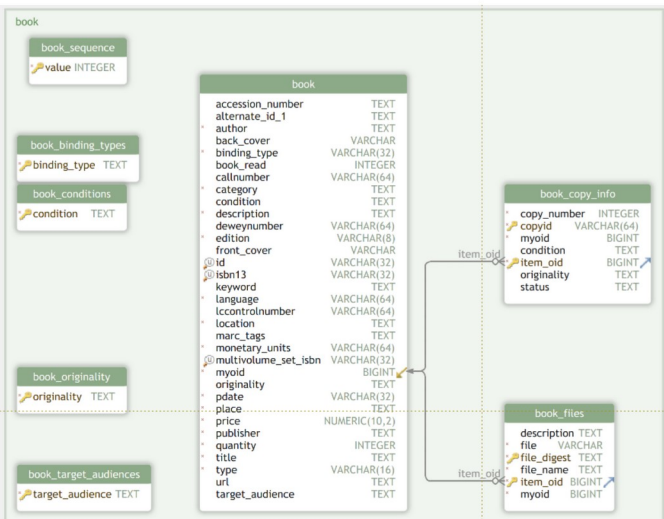 book
book_sequence
value INTEGER
book_binding_types
binding_type TEXT
book_conditions
condition TEXT
book_originality
originality TEXT
book_target_audiences
target_audience TEXT
book
accession_number TEXT
alternate_id_1 TEXT
* author TEXT
back_cover VARCHAR
* binding_type VARCHAR(32)
book_read INTEGER
callnumber VARCHAR(64)
* category TEXT
condition TEXT
* description TEXT
deweynumber VARCHAR(64)
* edition VARCHAR(8)
front_cover VARCHAR
id VARCHAR(32)
isbn13 VARCHAR(32)
keyword TEXT
* language VARCHAR(64)
lccontrolnumber VARCHAR(64)
* location TEXT
marc_tags TEXT
* monetary_units VARCHAR(64)
multivolume_set_isbn VARCHAR(32)
* myoid BIGINT
originality TEXT
* pdate VARCHAR(32)
* place TEXT
* price NUMERIC(10,2)
* publisher TEXT
* quantity INTEGER
* title TEXT
* type VARCHAR(16)
url TEXT
target_audience TEXT
item_oid
book_copy_info
* copy_number INTEGER
* copyid VARCHAR(64)
* myoid BIGINT
condition TEXT
* item_oid BIGINT
originality TEXT
status TEXT
item_oid
book_files
description TEXT
* file VARCHAR
* file_digest TEXT
* file_name TEXT
* item_oid BIGINT
* myoid BIGINT